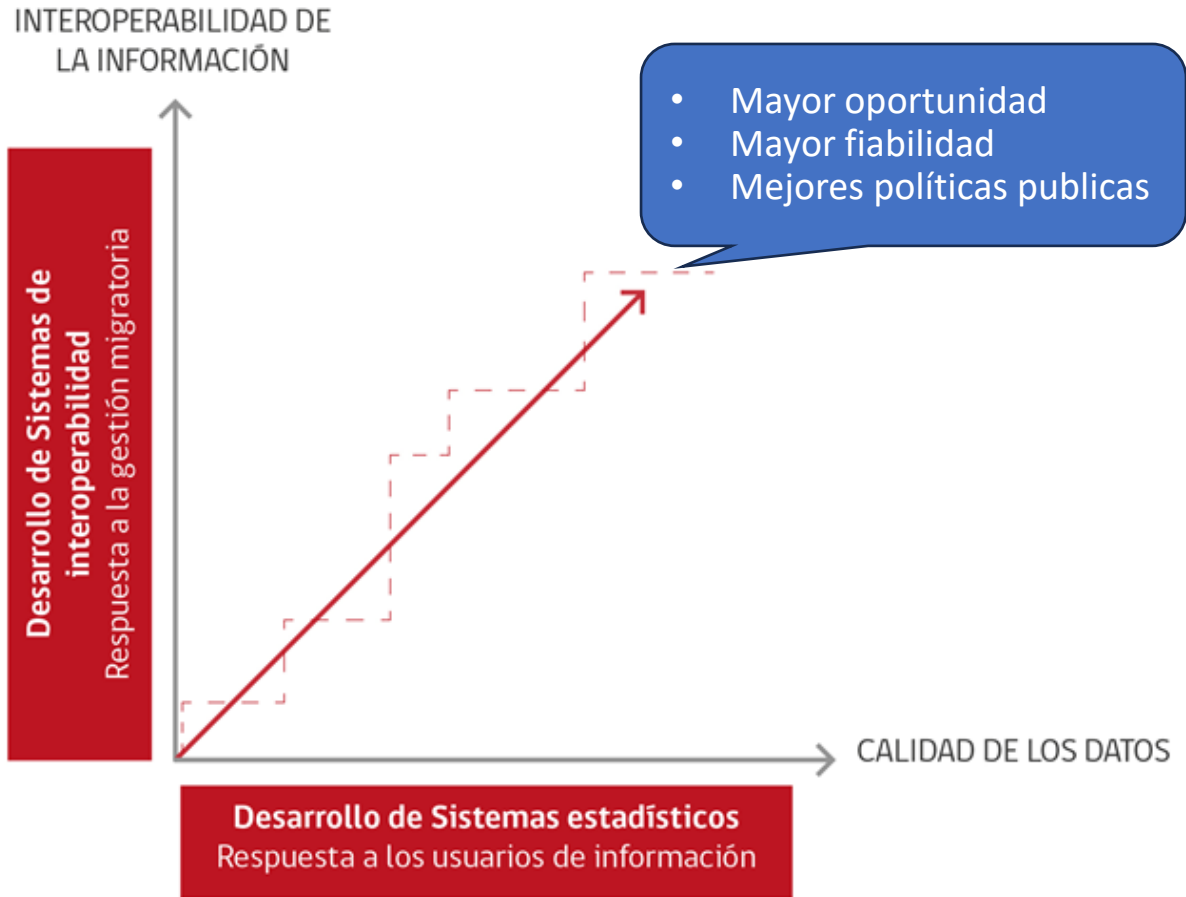 INTEROPERABILIDAD DE
LA INFORMACIÓN
• Mayor oportunidad
• Mayor fiabilidad
• Mejores políticas publicas
Desarrollo de Sistemas de
interoperabilidad
Respuesta a la gestión migratoria
CALIDAD DE LOS DATOS
Desarrollo de Sistemas estadísticos
Respuesta a los usuarios de información